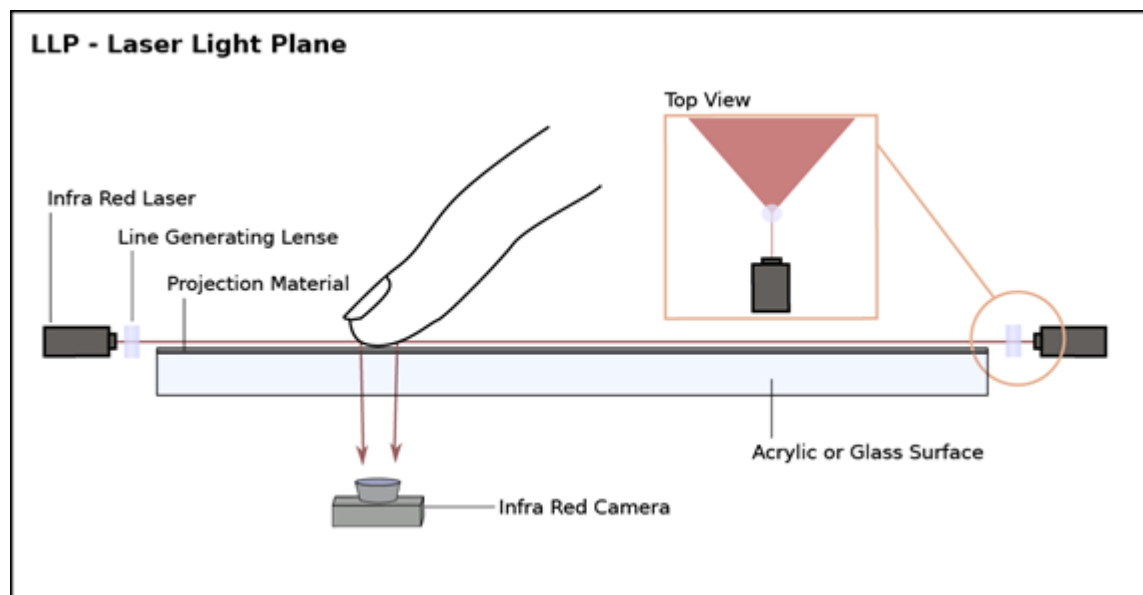 LLP - Laser Light Plane
Top View
Infra Red Laser
Line Generating Lense
Projection Material
Acrylic or Glass Surface
Infra Red Camera